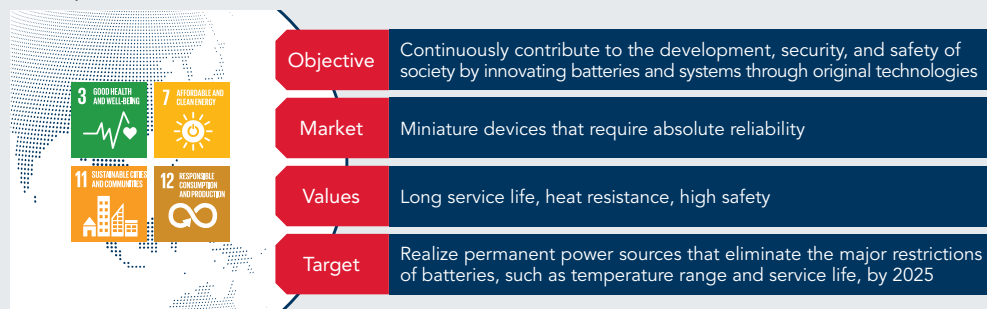 3 GOOD HEALTH
AND WELL-BEING
7 AFFORDABLE AND
CLEAN ENERGY
11 SUSTAINABLE CITIES
AND COMMUNITIES
12 RESPONSIBLE
CONSUMPTION
AND PRODUCTION
Objective
Continuously contribute to the development, security, and safety of
society by innovating batteries and systems through original technologies
Market
Miniature devices that require absolute reliability
Values
Long service life, heat resistance, high safety
Target
Realize permanent power sources that eliminate the major restrictions
of batteries, such as temperature range and service life, by 2025